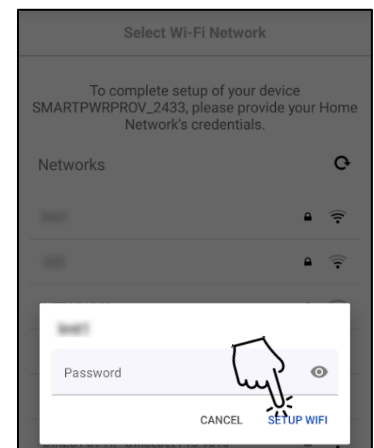 Select Wi-Fi Network
To complete setup of your device
SMARTPWRPROV_2433, please provide your Home
Network's credentials.
Networks
Password
CANCEL
SETUP WIFI